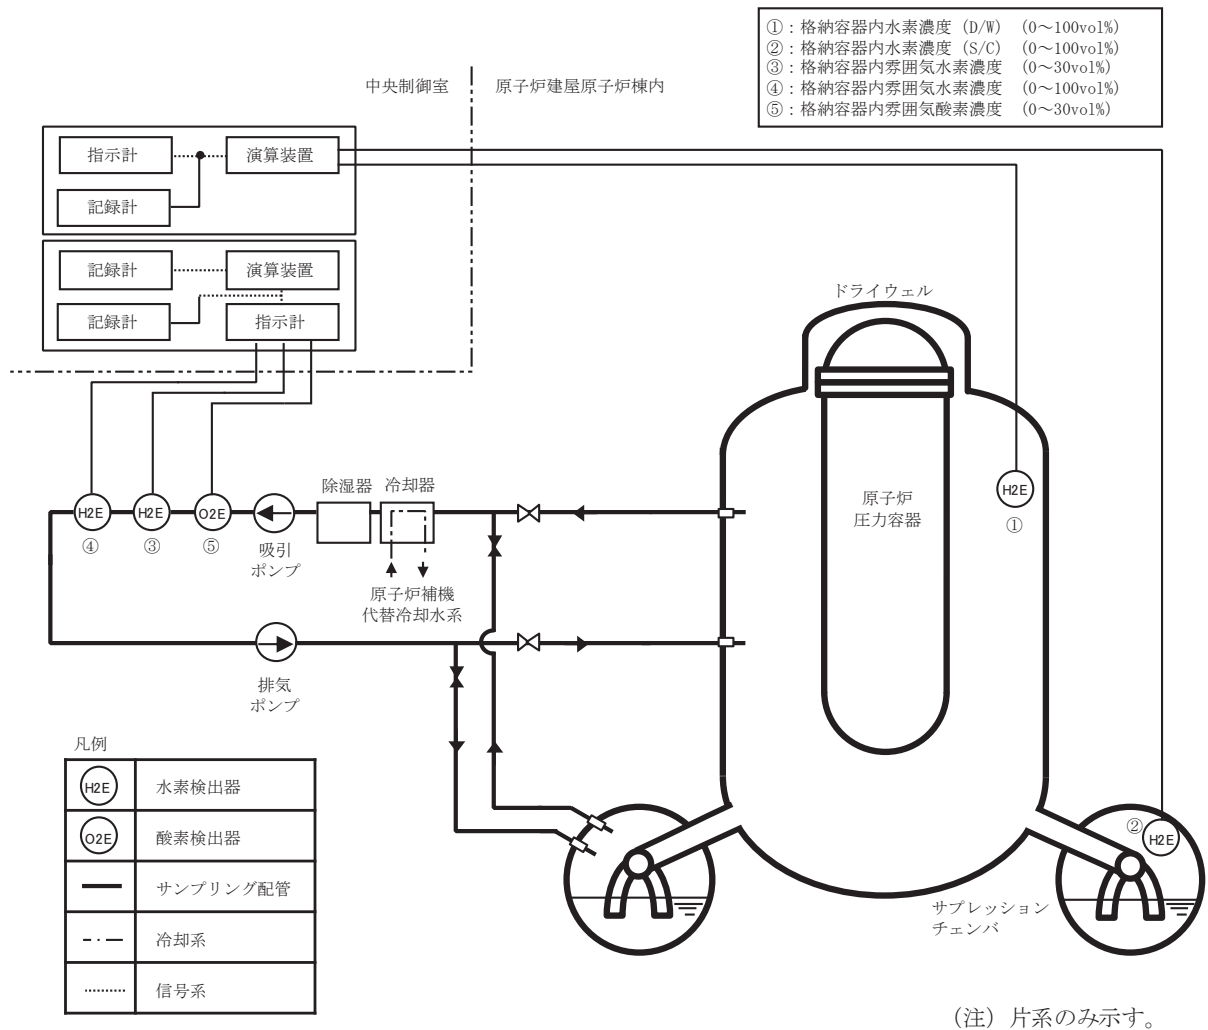 ①：格納容器内水素濃度（D/W）　（0～100vol%）
②：格納容器内水素濃度（S/C）　（0～100vol%）
③：格納容器内雰囲気水素濃度　（0～30vol%）
④：格納容器内雰囲気水素濃度　（0～100vol%）
⑤：格納容器内雰囲気酸素濃度　（0～30vol%）
中央制御室
原子炉建屋原子炉棟内
指示計
演算装置
記録計
記録計
演算装置
記録計
指示計
ドライウェル
原子炉
圧力容器
H2E
①
除湿器
冷却器
H2E
H2E
O2E
④
③
⑤
吸引
ポンプ
原子炉補機
代替冷却水系
排気
ポンプ
凡例
H2E
水素検出器
O2E
酸素検出器
サンプリング配管
冷却系
信号系
②
H2E
サプレッション
チェンバ
（注）片系のみ示す。